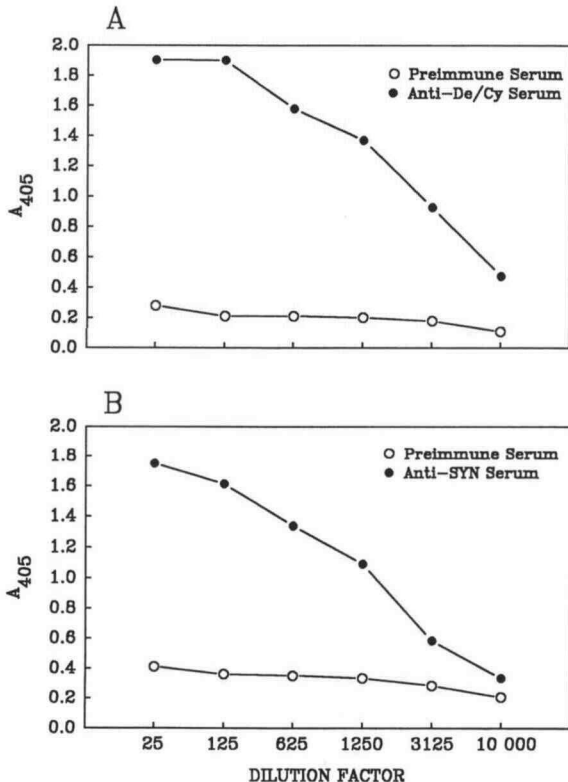 A
2.0
1.8
1.6
1.4
1.2
1.0
0.8
0.6
0.4
0.2
0.0
A405
Preimmune Serum
Anti-De/Cy Serum
B
2.0
1.8
1.6
1.4
1.2
1.0
0.8
0.6
0.4
0.2
0.0
A405
Preimmune Serum
Anti-SYN Serum
25 125 625 1250 3125 10 000
DILUTION FACTOR